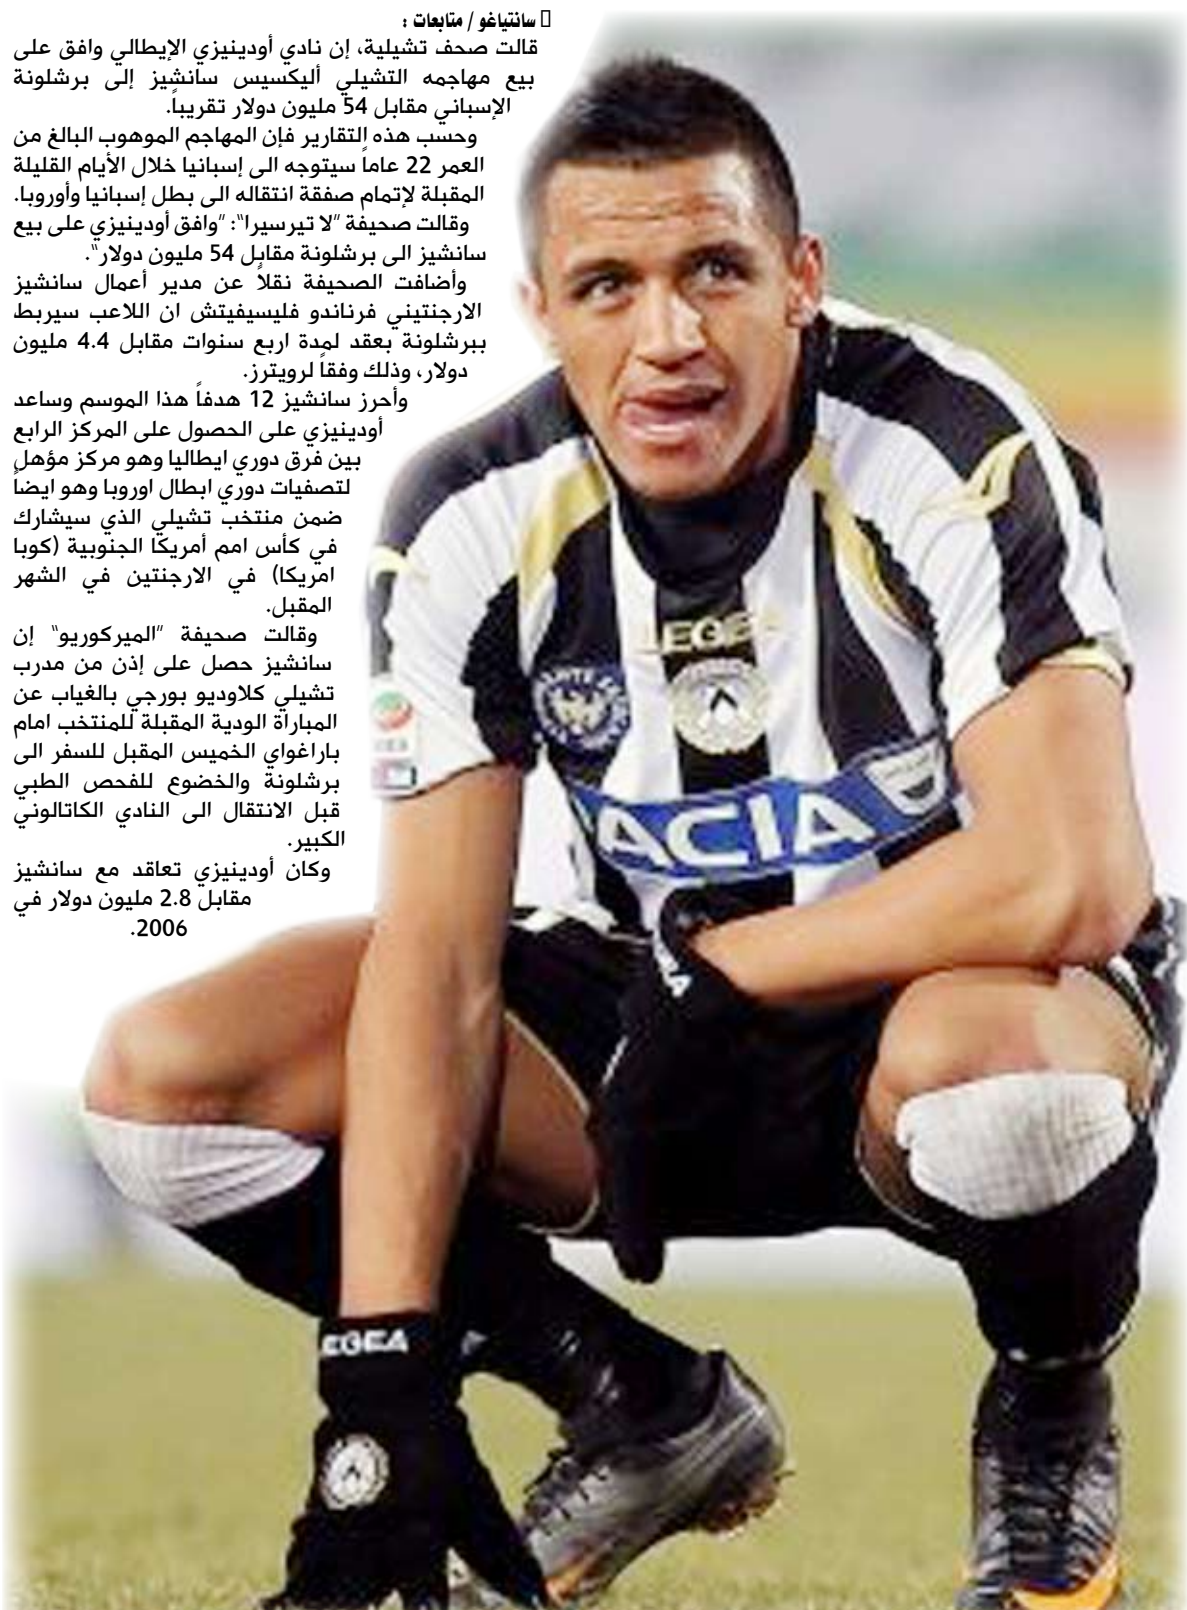 سانتياغو / متابعات :
قالت صحف تشيلية، إن نادي أودينيزي الإيطالي وافق على
بيع مهاجمه التشيلي أليكسيس سانشيز إلى برشلونة
الإسباني مقابل 54 مليون دولار تقريباً.
وحسب هذه التقارير فإن المهاجم الموهوب البالغ من
العمر 22 عاماً سيتوجه الى إسبانيا خلال الأيام القليلة
المقبلة لإتمام صفقة انتقاله الى بطل إسبانيا وأوروبا.
وقالت صحيفة "لا تيرسيرا": "وافق أودينيزي على بيع
سانشيز الى برشلونة مقابل 54 مليون دولار".
وأضافت الصحيفة نقلاً عن مدير أعمال سانشيز
الارجنتيني فرناندو فليسيفيتش ان اللاعب سيربط
ببرشلونة بعقد لمدة اربع سنوات مقابل 4.4 مليون
دولار، وذلك وفقاً لرويترز.
وأحرز سانشيز 12 هدفاً هذا الموسم وساعد
أودينيزي على الحصول على المركز الرابع
بين فرق دوري ايطاليا وهو مركز مؤهل
لتصفيات دوري ابطال اوروبا وهو ايضاً
ضمن منتخب تشيلي الذي سيشارك
في كأس امم أمريكا الجنوبية (كوبا
امريكا) في الارجنتين في الشهر
المقبل.
وقالت صحيفة "الميركوريو" إن
سانشيز حصل على إذن من مدرب
تشيلي كلاوديو بورجي بالغياب عن
المباراة الودية المقبلة للمنتخب امام
باراغواي الخميس المقبل للسفر الى
برشلونة والخضوع للفحص الطبي
قبل الانتقال الى النادي الكاتالوني
الكبير.
وكان أودينيزي تعاقد مع سانشيز
مقابل 2.8 مليون دولار في
2006.
LEGEA
DACIA
EGEA